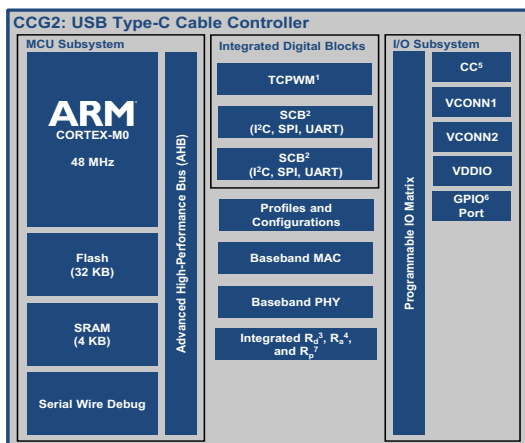 CCG2: USB Type-C Cable Controller
MCU Subsystem
ARM
CORTEX-M0
48 MHz
Flash
(32 KB)
SRAM
(4 KB)
Serial Wire Debug
Advanced High-Performance Bus (AHB)
Integrated Digital Blocks
TCPWM¹
SCB²
(I²C, SPI, UART)
SCB²
(I²C, SPI, UART)
Profiles and
Configurations
Baseband MAC
Baseband PHY
Integrated R_d³, R_a⁴,
and R_p⁷
I/O Subsystem
Programmable IO Matrix
CC⁵
VCONN1
VCONN2
VDDIO
GPIO⁶
Port